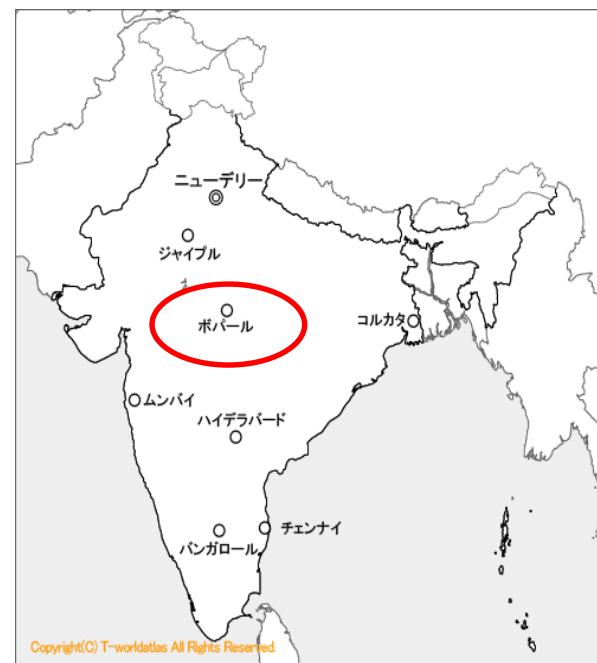 ニューデリー
ジャイプル
ボパール
コルカタ
ムンバイ
ハイデラバード
チェンナイ
バンガロール
Copyright(C) T-worldatlas All Rights Reserved.